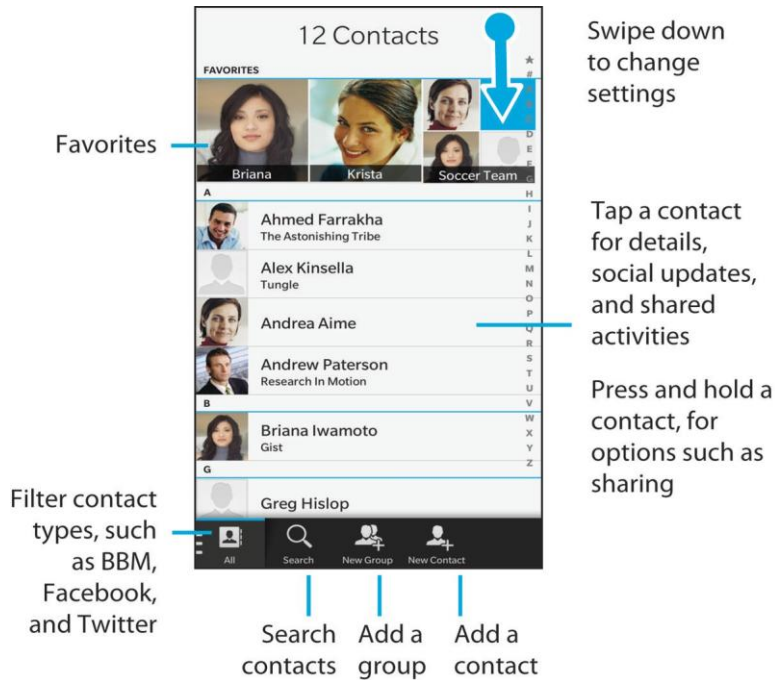 12 Contacts
FAVORITES
Briana
Krista
Soccer Team
A
Ahmed Farrakha
The Astonishing Tribe
Alex Kinsella
Tungle
Andrea Aime
Andrew Paterson
Research In Motion
B
Briana Iwamoto
Gist
G
Greg Hislop
All
Search
New Group
New Contact
#
D
E
F
G
H
I
J
K
L
M
N
O
P
Q
R
S
T
U
V
W
X
Y
Z
Favorites
Filter contact
types, such
as BBM,
Facebook,
and Twitter
Swipe down
to change
settings
Tap a contact
for details,
social updates,
and shared
activities
Press and hold a
contact, for
options such as
sharing
Search
contacts
Add a
group
Add a
contact